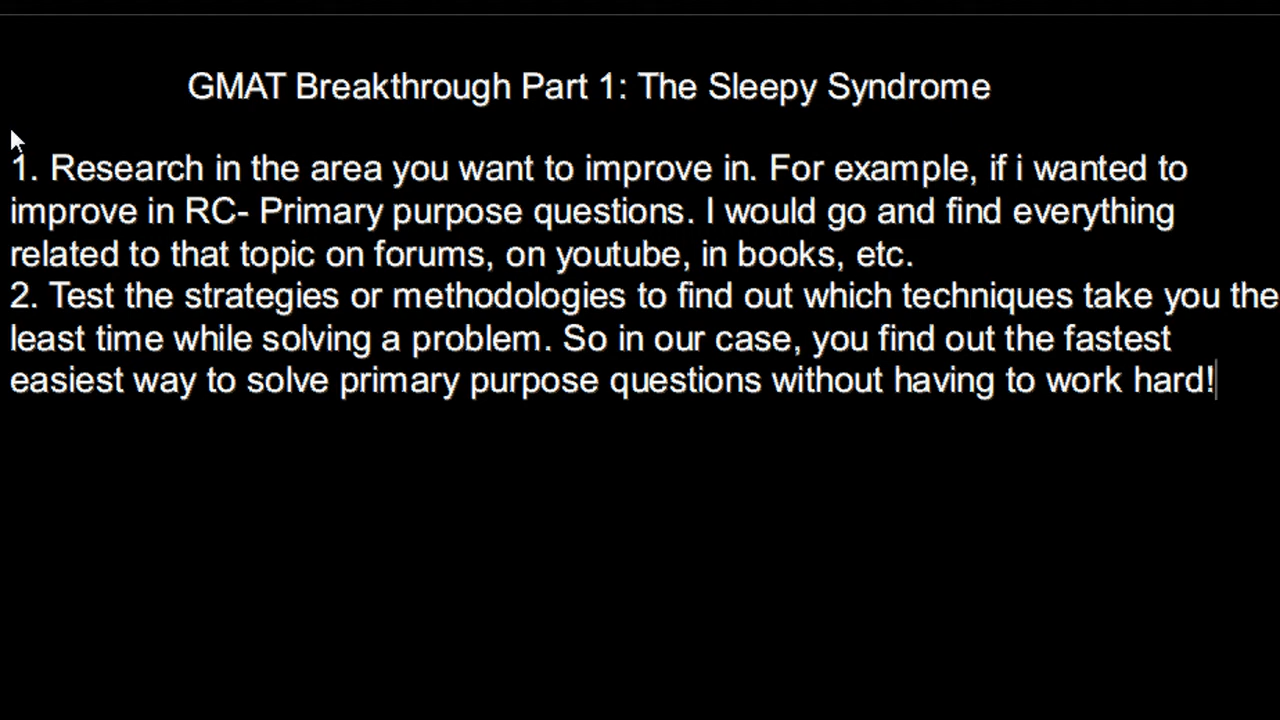 GMAT Breakthrough Part 1: The Sleepy Syndrome
1. Research in the area you want to improve in. For example, if i wanted to
improve in RC- Primary purpose questions. I would go and find everything
related to that topic on forums, on youtube, in books, etc.
2. Test the strategies or methodologies to find out which techniques take you the
least time while solving a problem. So in our case, you find out the fastest
easiest way to solve primary purpose questions without having to work hard!